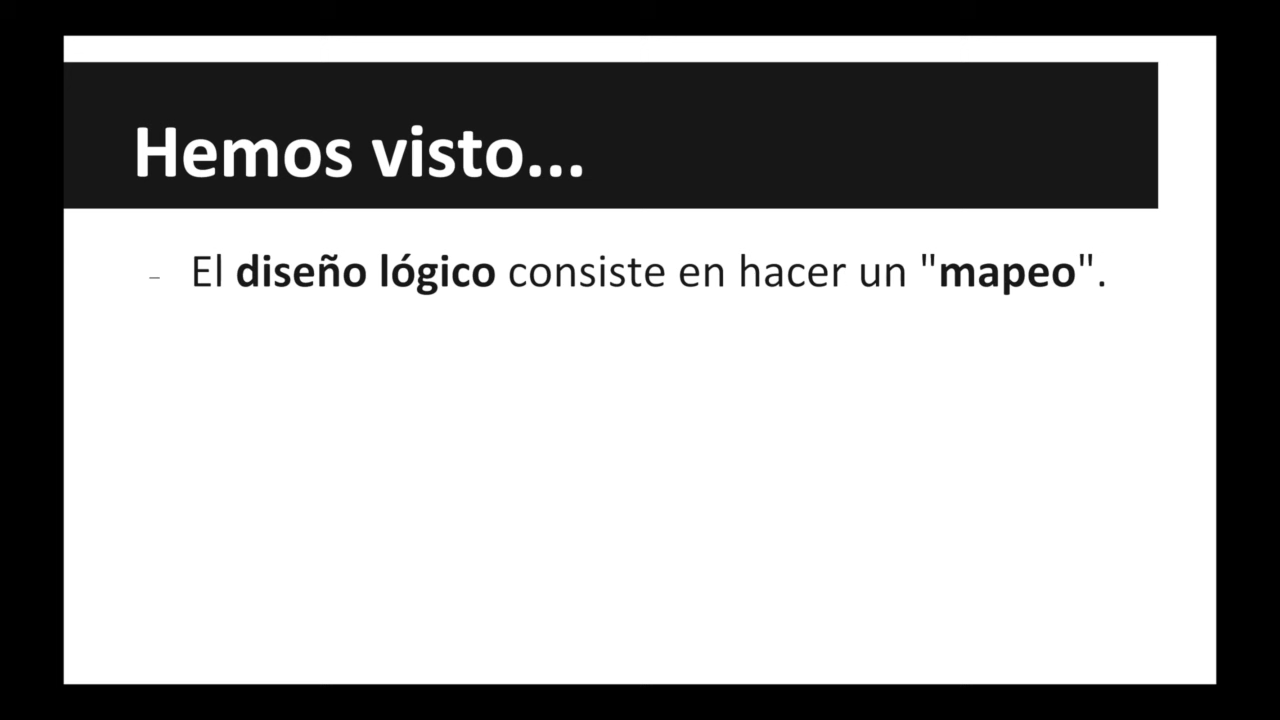 Hemos visto...
- El diseño lógico consiste en hacer un "mapeo".